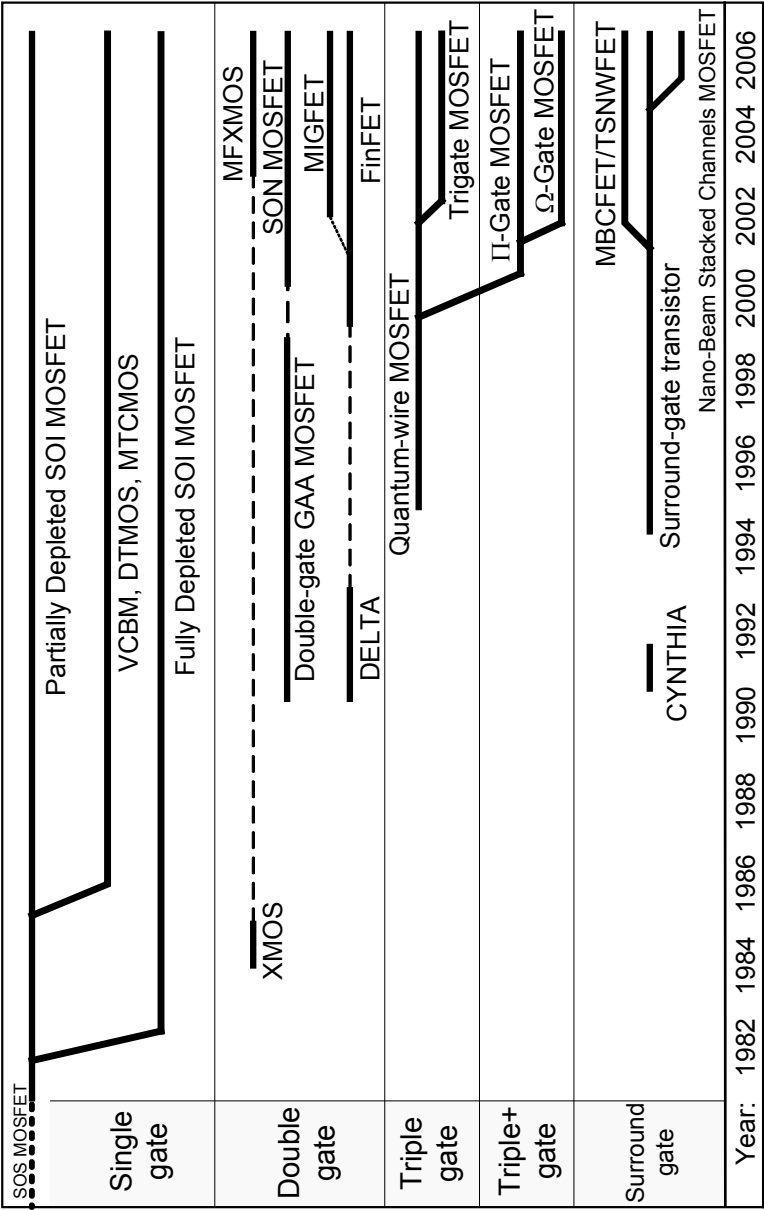 SOS MOSFET
Partially Depleted SOI MOSFET
Single
gate
VCBM, DTMOS, MTCMOS
Fully Depleted SOI MOSFET
Double
gate
XMOS
MFXMOS
Double-gate GAA MOSFET
SON MOSFET
MIGFET
DELTA
FinFET
Triple
gate
Quantum-wire MOSFET
Trigate MOSFET
Triple+
gate
Π-Gate MOSFET
Ω-Gate MOSFET
Surround
gate
MBCFET/TSNWFET
CYNTHIA
Surround-gate transistor
Nano-Beam Stacked Channels MOSFET
Year: 1982 1984 1986 1988 1990 1992 1994 1996 1998 2000 2002 2004 2006